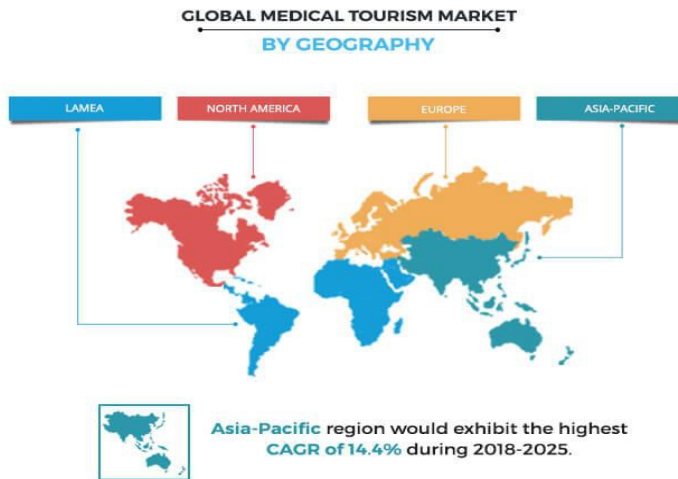 GLOBAL MEDICAL TOURISM MARKET
BY GEOGRAPHY
LAMEA
NORTH AMERICA
EUROPE
ASIA-PACIFIC
Asia-Pacific region would exhibit the highest
CAGR of 14.4% during 2018-2025.